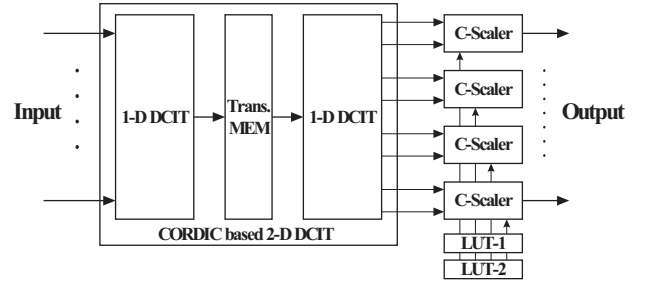 Input
1-D DCIT
Trans.
MEM
1-D DCIT
CORDIC based 2-D DCIT
C-Scaler
C-Scaler
C-Scaler
C-Scaler
LUT-1
LUT-2
Output